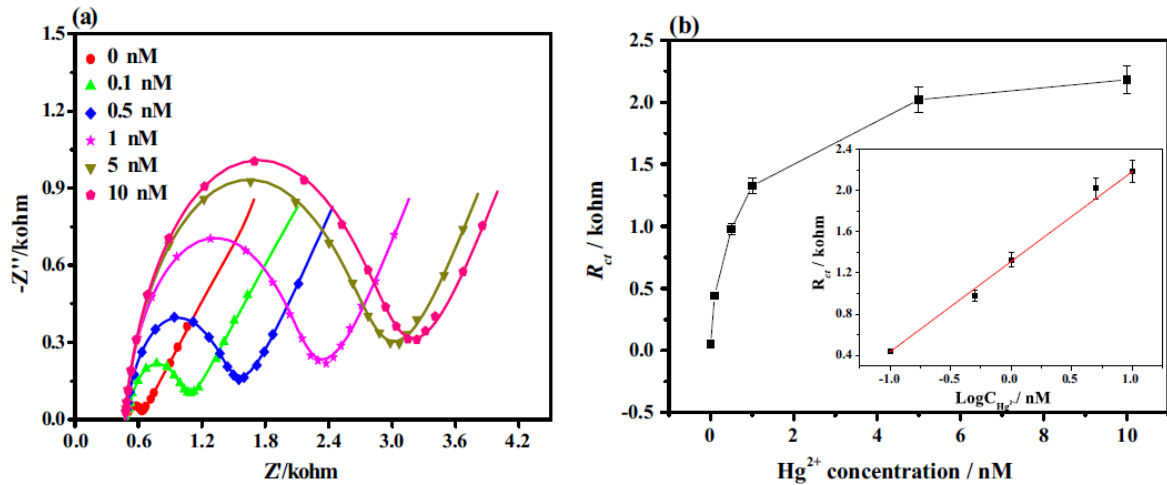 (a)
1.5
1.2
0.9
0.6
0.3
0.0
-Z''/kohm
0 nM
0.1 nM
0.5 nM
1 nM
5 nM
10 nM
0.0 0.6 1.2 1.8 2.4 3.0 3.6 4.2
Z'/kohm
(b)
2.5
2.0
1.5
1.0
0.5
0.0
-0.5
Rct / kohm
0 2 4 6 8 10
Hg2+ concentration / nM
2.4
2.0
1.6
1.2
0.8
0.4
Rct / kohm
-1.0 -0.5 0.0 0.5 1.0
LogCHg2+/ nM